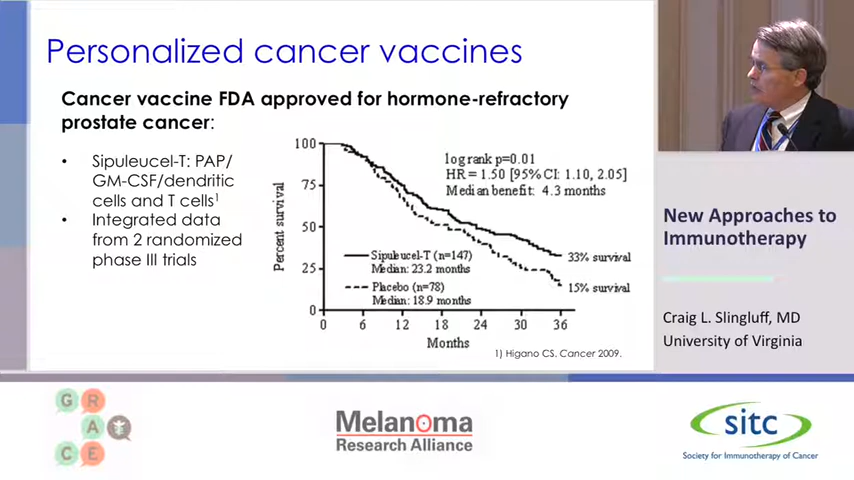 Personalized cancer vaccines
Cancer vaccine FDA approved for hormone-refractory
prostate cancer:
• Sipuleucel-T: PAP/
GM-CSF/dendritic
cells and T cells1
• Integrated data
from 2 randomized
phase III trials
Percent survival
100
75
50
25
0
log rank p=0.01
HR = 1.50 [95% CI: 1.10, 2.05]
Median benefit: 4.3 months
Sipuleucel-T (n=147)
Median: 23.2 months
Placebo (n=78)
Median: 18.9 months
33% survival
15% survival
0 6 12 18 24 30 36
Months
1) Higano CS. Cancer 2009.
New Approaches to
Immunotherapy
Craig L. Slingluff, MD
University of Virginia
G R
A
C E
Melanoma
Research Alliance
sitc
Society for Immunotherapy of Cancer